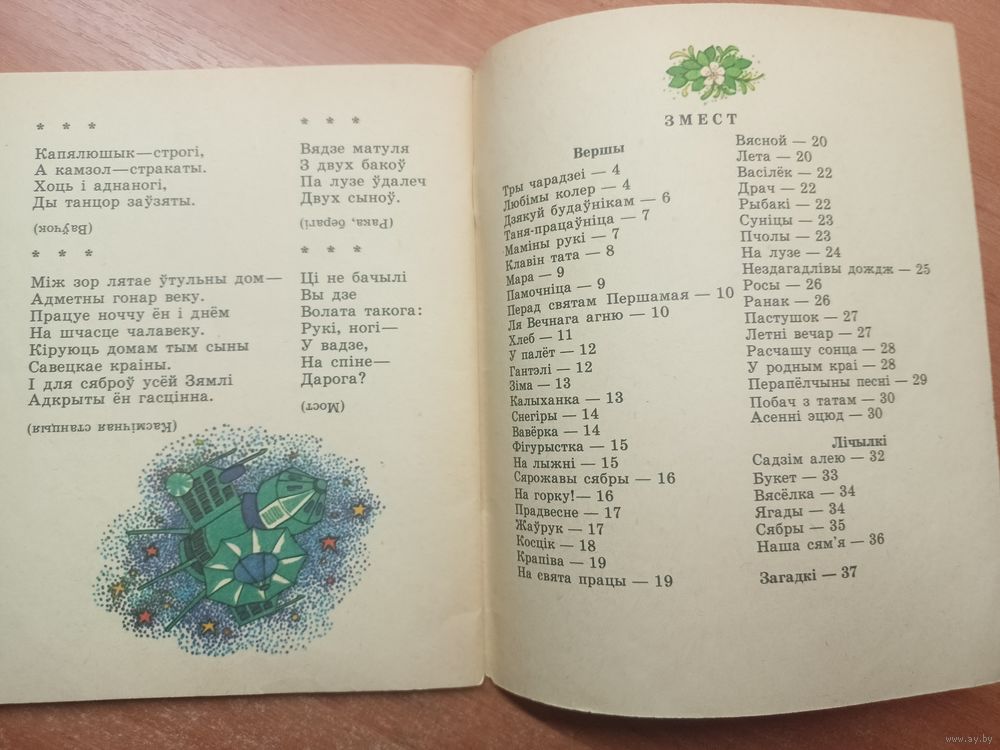 * * *
Капялюшык—строгі,
А камзол—стракаты.
Хоць і аднаногі,
Ды танцор заўзяты.
(Ваўчок)
* * *
Між зор лятае ўтульны дом—
Адметны гонар веку.
Працуе ноччу ён і днём
На шчасце чалавеку.
Кіруюць домам тым сыны
Савецкае краіны.
І для сяброў усёй Зямлі
Адкрыты ён гасцінна.
(Касмічная станцыя)
* * *
Вядзе матуля
З двух бакоў
Па лузе ўдалеч
Двух сыноў.
(Рака, берагі)
* * *
Ці не бачылі
Вы дзе
Волата такога:
Рукі, ногі—
У вадзе,
На спіне—
Дарога?
(Мост)
ЗМЕСТ
Вершы
Тры чарадзеі — 4
Любімы колер — 4
Дзякуй будаўнікам — 6
Таня-працаўніца — 7
Маміны рукі — 7
Клавін тата — 8
Мара — 9
Памочніца — 9
Перад святам Першамая — 10
Ля Вечнага агню — 10
Хлеб — 11
У палёт — 12
Гантэлі — 12
Зіма — 13
Калыханка — 13
Снегіры — 14
Вавёрка — 14
Фігурыстка — 15
На лыжні — 15
Сярожавы сябры — 16
На горку! — 16
Прадвесне — 17
Жаўрук — 17
Косцік — 18
Крапіва — 19
На свята працы — 19
Вясной — 20
Лета — 20
Васілёк — 22
Драч — 22
Рыбакі — 22
Суніцы — 23
Пчолы — 23
На лузе — 24
Нездагадлівы дождж — 25
Росы — 26
Ранак — 26
Пастушок — 27
Летні вечар — 27
Расчашу сонца — 28
У родным краі — 28
Перапёлчыны песні — 29
Побач з татам — 30
Асенні эцюд — 30
Лічылкі
Садзім алею — 32
Букет — 33
Вясёлка — 34
Ягады — 34
Сябры — 35
Наша сям'я — 36
Загадкі — 37
www.ay.by